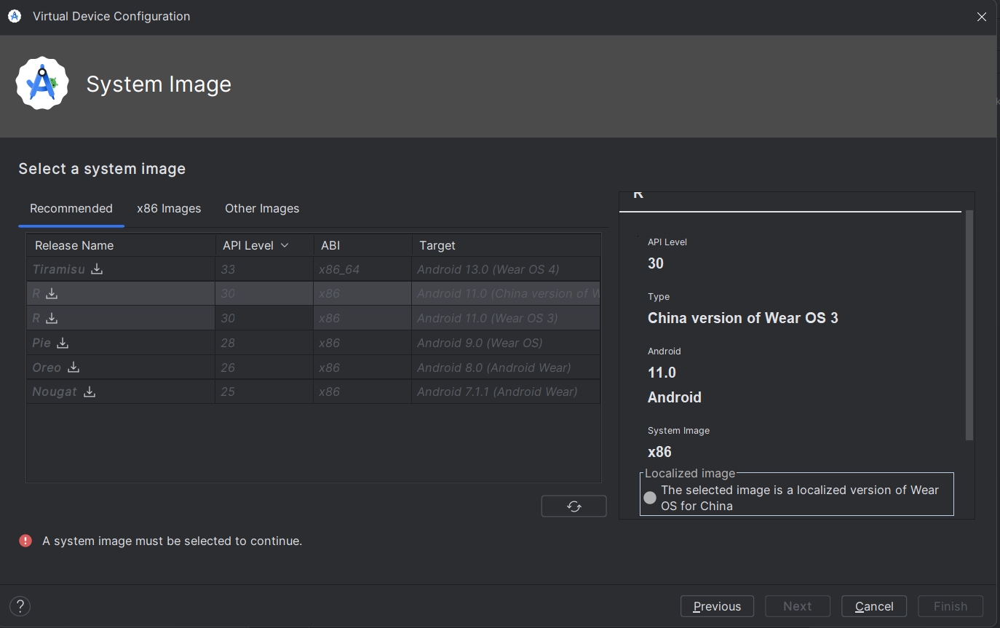 Virtual Device Configuration
System Image
Select a system image
Recommended x86 Images Other Images
Release Name API Level ABI Target
Tiramisu 33 x86_64 Android 13.0 (Wear OS 4)
R 30 x86 Android 11.0 (China version of W
R 30 x86 Android 11.0 (Wear OS 3)
Pie 28 x86 Android 9.0 (Wear OS)
Oreo 26 x86 Android 8.0 (Android Wear)
Nougat 25 x86 Android 7.1.1 (Android Wear)
R
API Level
30
Type
China version of Wear OS 3
Android
11.0
Android
System Image
x86
Localized image
The selected image is a localized version of Wear
OS for China
A system image must be selected to continue.
? Previous Next Cancel Finish